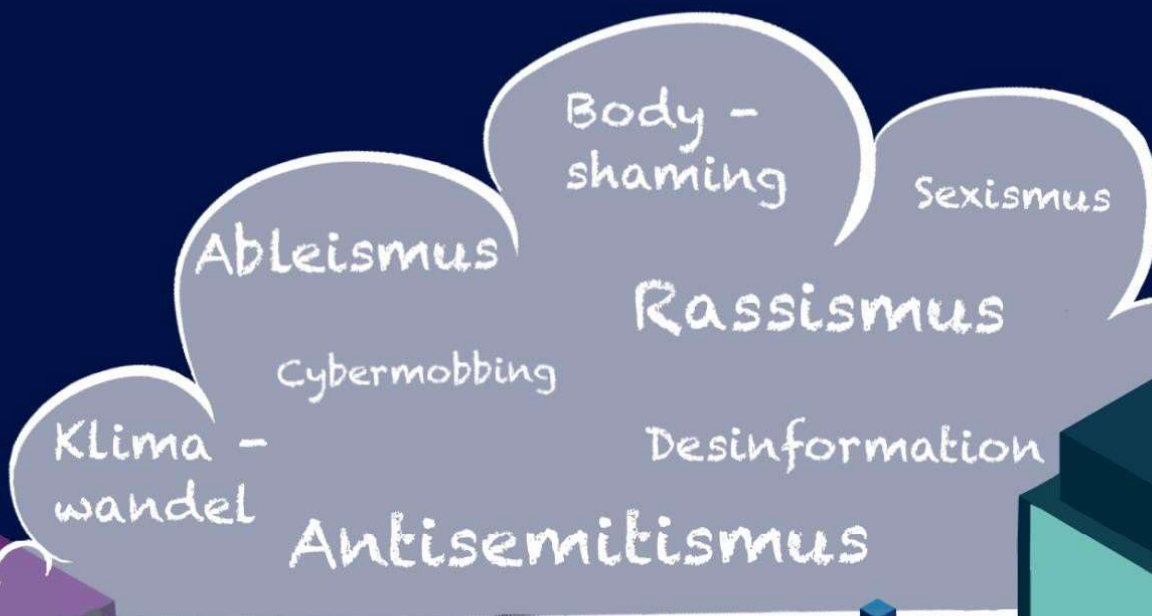 Body -
shaming
Sexismus
Ableismus
Rassismus
Cybermobbing
Klima -
wandel
Desinformation
Antisemitismus